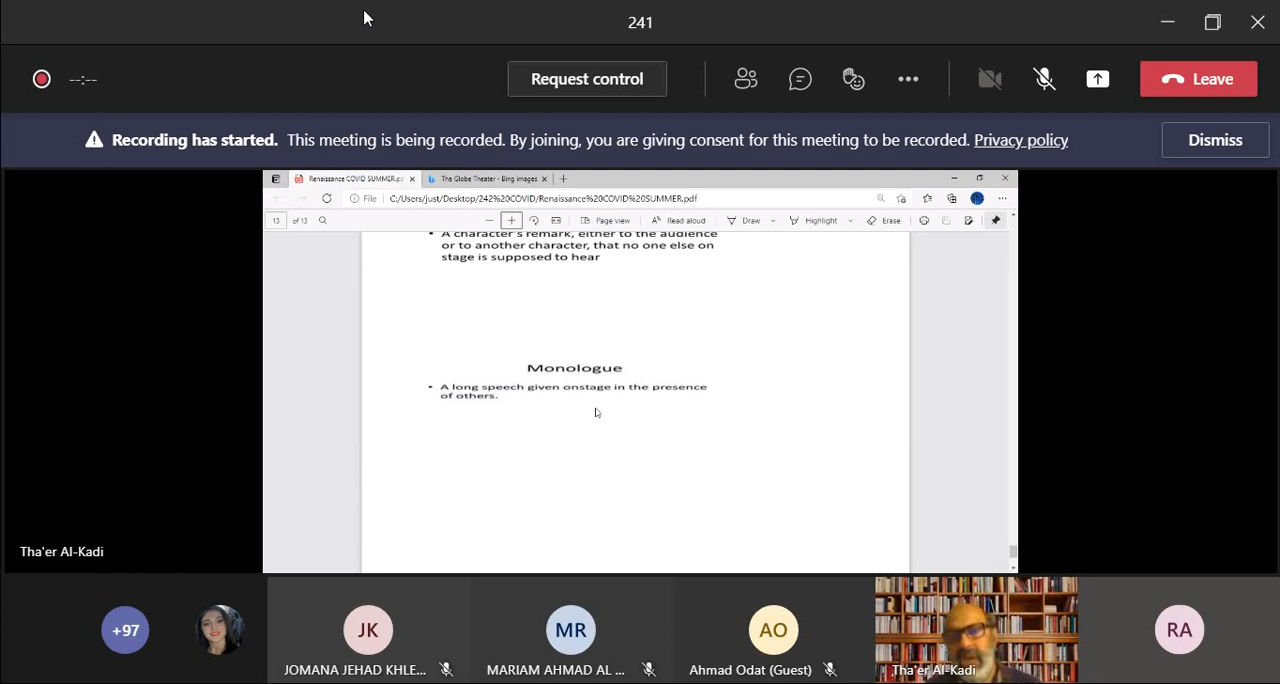 241
--:--
Request control
Leave
Recording has started. This meeting is being recorded. By joining, you are giving consent for this meeting to be recorded. Privacy policy
Dismiss
Renaissance COVID SUMMER.pd
The Globe Theater - Bing images
File C:/Users/just/Desktop/242%20COVID/Renaissance%20COVID%20SUMMER.pdf
13 of 13
Page view
Read aloud
Draw
Highlight
Erase
• A character's remark, either to the audience
or to another character, that no one else on
stage is supposed to hear
Monologue
• A long speech given onstage in the presence
of others.
Tha'er Al-Kadi
+97
JK
MR
AO
RA
JOMANA JEHAD KHLE...
MARIAM AHMAD AL ...
Ahmad Odat (Guest)
Tha'er Al-Kadi